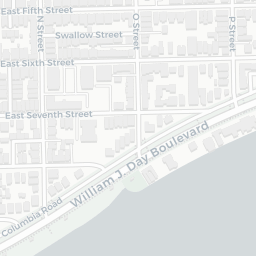 East Fifth Street
N Street
O Street
P Street
Swallow Street
East Sixth Street
East Seventh Street
William J. Day Boulevard
Columbia Road